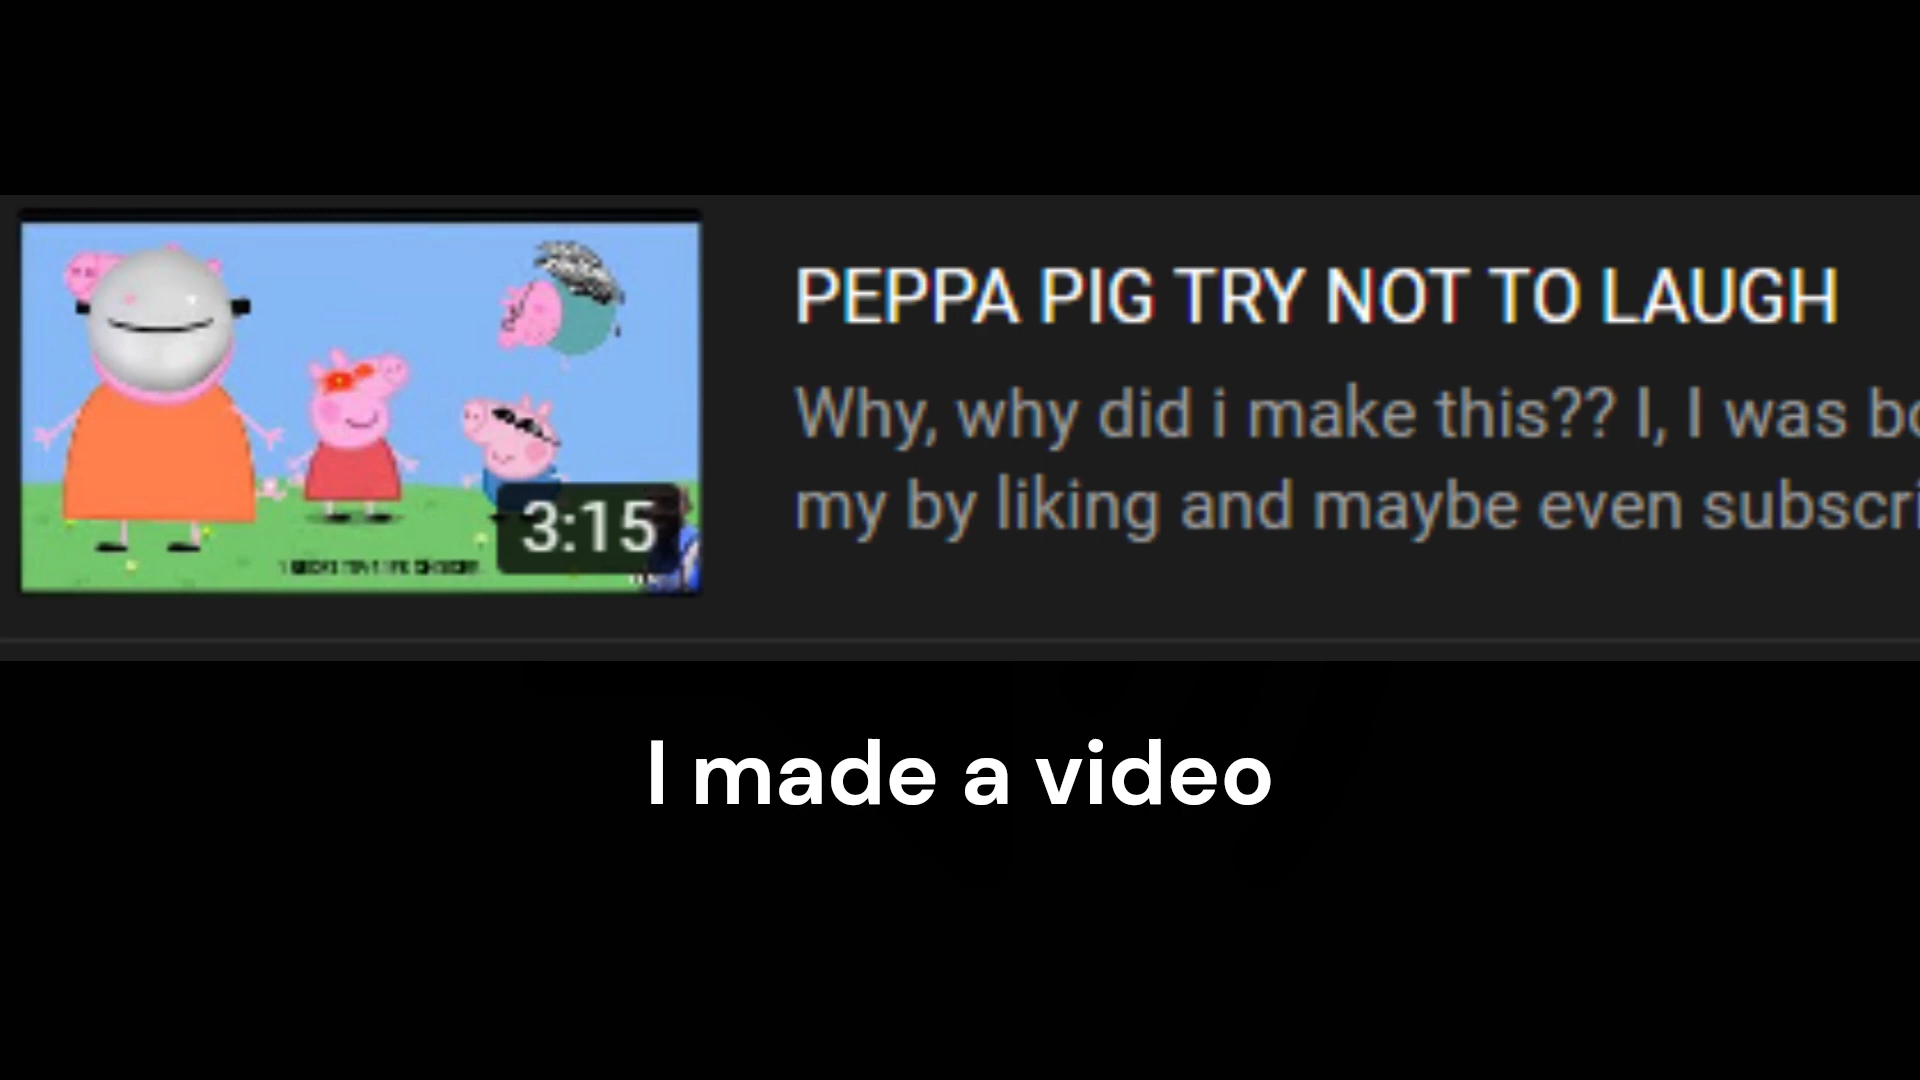 PEPPA PIG TRY NOT TO LAUGH
Why, why did i make this?? I, I was bo
my by liking and maybe even subscri
3:15
I made a video